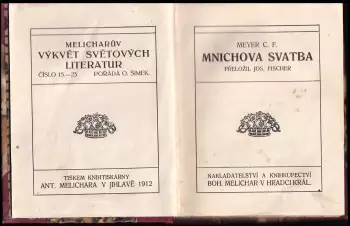 MELICHARŮV
VÝKVĚT SVĚTOVÝCH
LITERATUR
ČÍSLO 15.—23. POŘÁDÁ O. ŠIMEK.
TISKEM KNIHTISKÁRNY
ANT. MELICHARA V JIHLAVĚ 1912
MEYER C. F.
MNICHOVA SVATBA
PŘELOŽIL JOS. FISCHER
NAKLADATELSTVÍ A KNIHKUPECTVÍ
BOH. MELICHAR V HRADCI KRÁL.